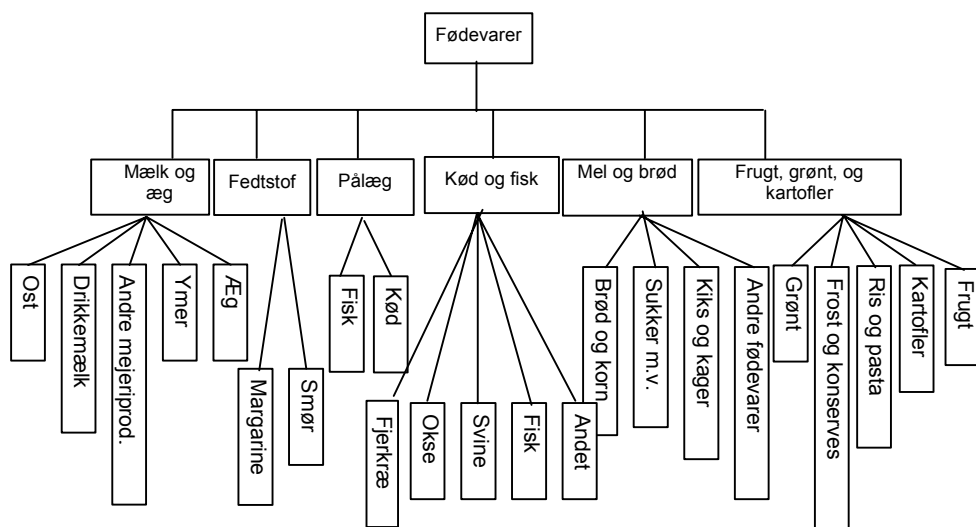 Fødevarer
Mælk og
æg
Fedtstof
Pålæg
Kød og fisk
Mel og brød
Frugt, grønt, og
kartofler
Ost
Drikkemælk
Andre mejeriprod.
Ymer
Æg
Margarine
Smør
Fisk
Kød
Fjerkræ
Okse
Svine
Fisk
Andet
Brød og korn
Sukker m.v.
Kiks og kager
Andre fødevarer
Grønt
Frost og konserves
Ris og pasta
Kartofler
Frugt